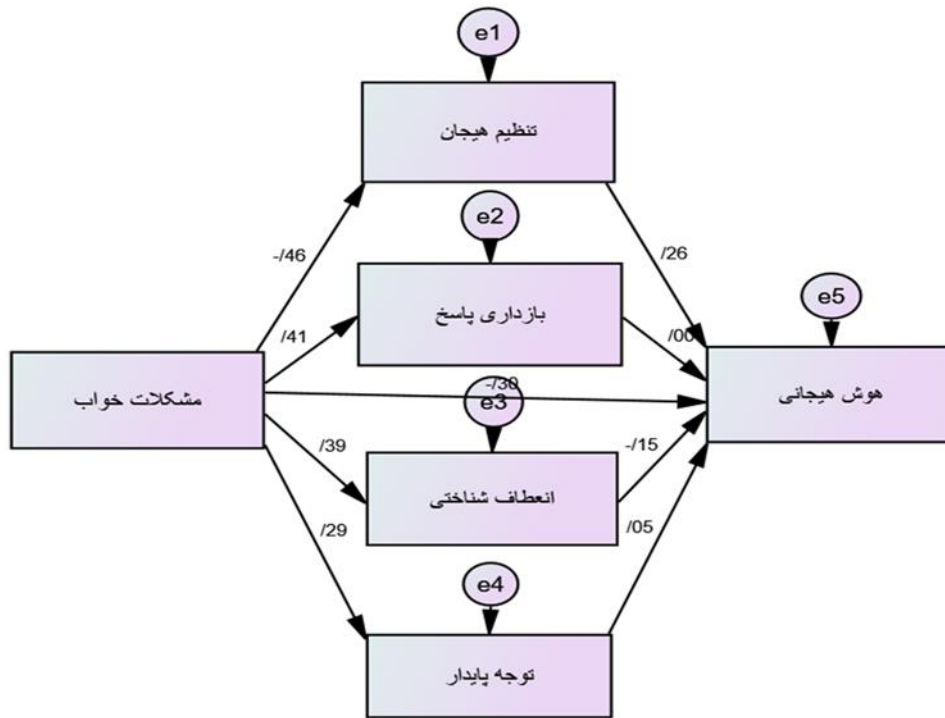 e1
تنظیم هیجان
e2
-/46
/26
بازداری پاسخ
e5
/41
/00
مشکلات خواب
-/30
هوش هیجانی
e3
/39
-/15
انعطاف شناختی
/29
/05
e4
توجه پایدار